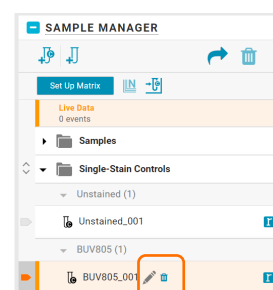 SAMPLE MANAGER
Set Up Matrix
Live Data
0 events
Samples
Single-Stain Controls
Unstained (1)
Unstained_001
BUV805 (1)
BUV805_001